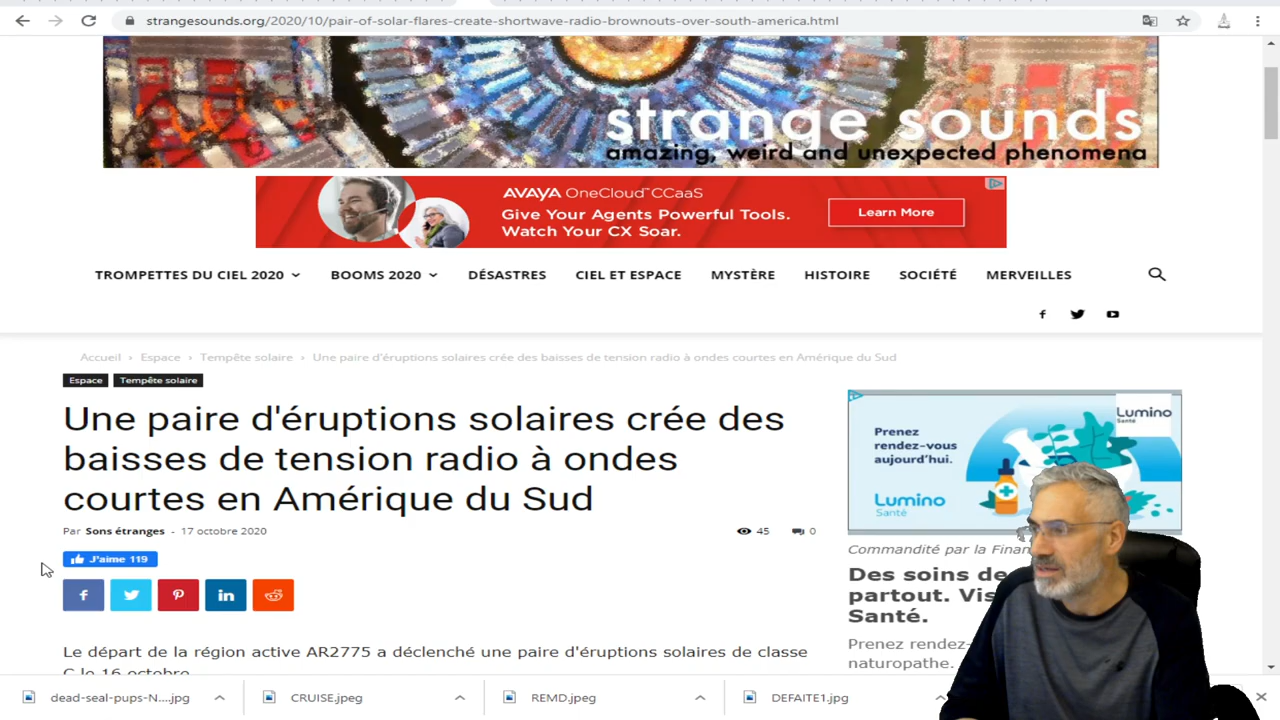 strangesounds.org/2020/10/pair-of-solar-flares-create-shortwave-radio-brownouts-over-south-america.html
strange sounds
amazing, weird and unexpected phenomena
AVAYA OneCloud™CCaaS
Give Your Agents Powerful Tools.
Watch Your CX Soar.
Learn More
TROMPETTES DU CIEL 2020 BOOMS 2020 DÉSASTRES CIEL ET ESPACE MYSTÈRE HISTOIRE SOCIÉTÉ MERVEILLES
Accueil › Espace › Tempête solaire › Une paire d'éruptions solaires crée des baisses de tension radio à ondes courtes en Amérique du Sud
Espace Tempête solaire
Une paire d'éruptions solaires crée des
baisses de tension radio à ondes
courtes en Amérique du Sud
Par Sons étranges - 17 octobre 2020 45 0
J'aime 119
Le départ de la région active AR2775 a déclenché une paire d'éruptions solaires de classe
C le 16 octobre
Lumino
Santé
Prenez
rendez-vous
aujourd'hui.
Lumino
Santé
Commandité par la Finan
Des soins de
partout. Vis
Santé.
Prenez rendez-
naturopathe.
dead-seal-pups-N....jpg CRUISE.jpeg REMD.jpeg DEFAITE1.jpg